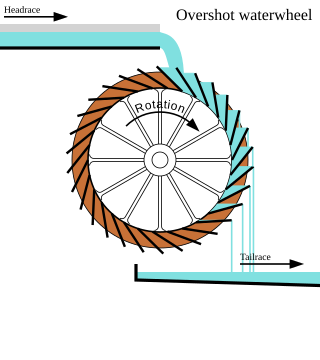 Headrace
Overshot waterwheel
Rotation
Tailrace